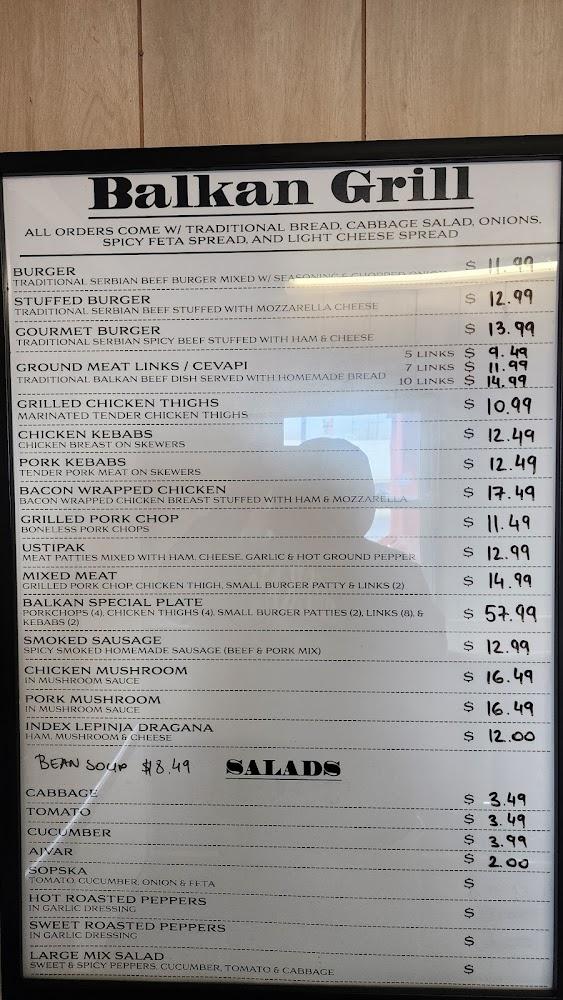 Balkan Grill
ALL ORDERS COME W/ TRADITIONAL BREAD, CABBAGE SALAD, ONIONS,
SPICY FETA SPREAD, AND LIGHT CHEESE SPREAD
BURGER $ 11.99
TRADITIONAL SERBIAN BEEF BURGER MIXED W/ SEASONING & CHOPPED ONION
STUFFED BURGER $ 12.99
TRADITIONAL SERBIAN BEEF STUFFED WITH MOZZARELLA CHEESE
GOURMET BURGER $ 13.99
TRADITIONAL SERBIAN SPICY BEEF STUFFED WITH HAM & CHEESE
5 LINKS $ 9.49
GROUND MEAT LINKS / CEVAPI 7 LINKS $ 11.99
TRADITIONAL BALKAN BEEF DISH SERVED WITH HOMEMADE BREAD 10 LINKS $ 14.99
GRILLED CHICKEN THIGHS $ 10.99
MARINATED TENDER CHICKEN THIGHS
CHICKEN KEBABS $ 12.49
CHICKEN BREAST ON SKEWERS
PORK KEBABS $ 12.49
TENDER PORK MEAT ON SKEWERS
BACON WRAPPED CHICKEN $ 17.49
BACON WRAPPED CHICKEN BREAST STUFFED WITH HAM & MOZZARELLA
GRILLED PORK CHOP $ 11.49
BONELESS PORK CHOPS
USTIPAK $ 12.99
MEAT PATTIES MIXED WITH HAM, CHEESE, GARLIC & HOT GROUND PEPPER
MIXED MEAT $ 14.99
GRILLED PORK CHOP, CHICKEN THIGH, SMALL BURGER PATTY & LINKS (2)
BALKAN SPECIAL PLATE $ 57.99
PORKCHOPS (4), CHICKEN THIGHS (4), SMALL BURGER PATTIES (2), LINKS (8), &
KEBABS (2)
SMOKED SAUSAGE $ 12.99
SPICY SMOKED HOMEMADE SAUSAGE (BEEF & PORK MIX)
CHICKEN MUSHROOM $ 16.49
IN MUSHROOM SAUCE
PORK MUSHROOM $ 16.49
IN MUSHROOM SAUCE
INDEX LEPINJA DRAGANA $ 12.00
HAM, MUSHROOM & CHEESE
BEAN SOUP $8.49
SALADS
CABBAGE $ 3.49
TOMATO $ 3.49
CUCUMBER $ 3.99
AJVAR $ 2.00
SOPSKA $
TOMATO, CUCUMBER, ONION & FETA
HOT ROASTED PEPPERS $
IN GARLIC DRESSING
SWEET ROASTED PEPPERS $
IN GARLIC DRESSING
LARGE MIX SALAD $
SWEET & SPICY PEPPERS, CUCUMBER, TOMATO & CABBAGE